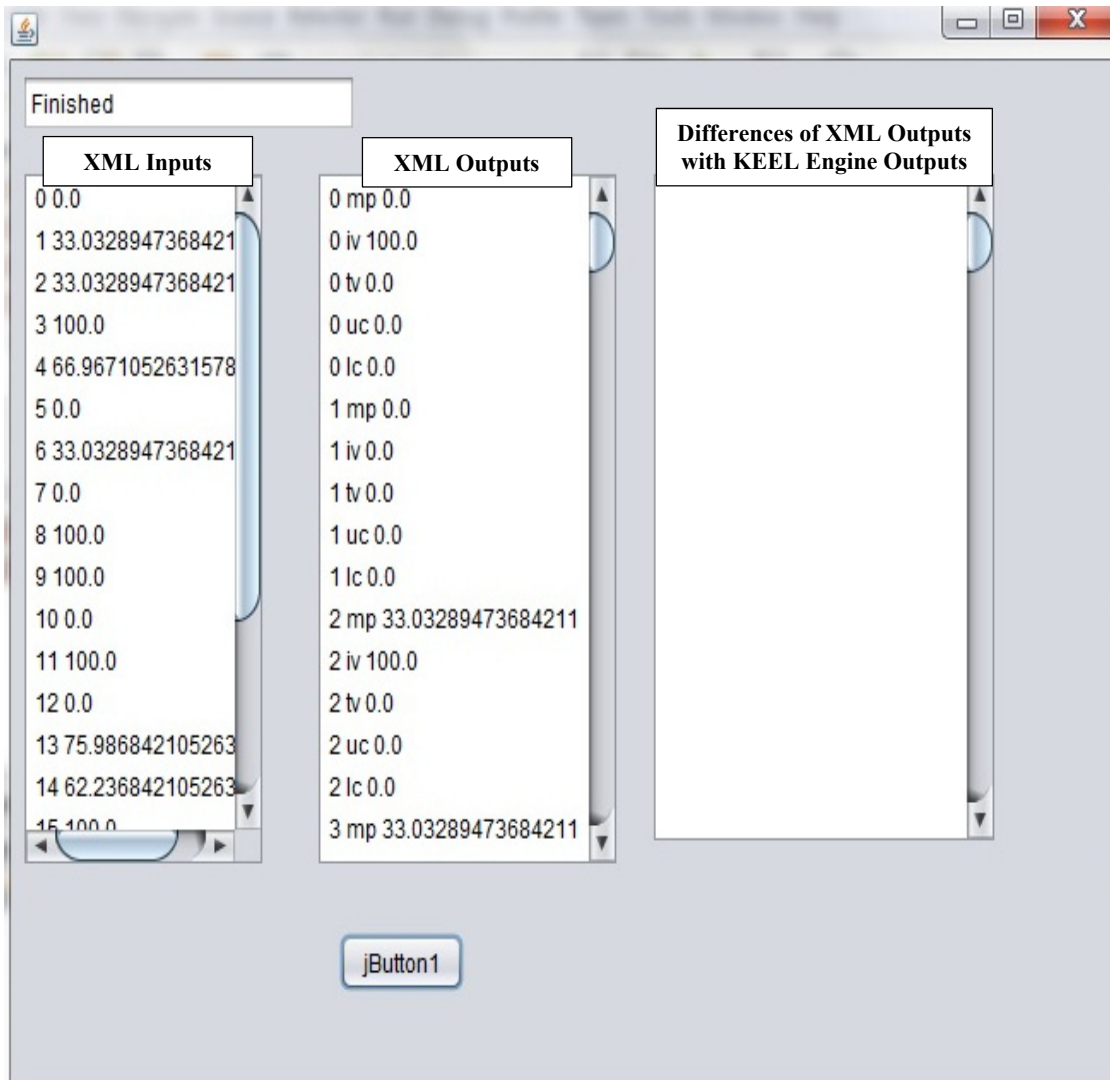 Finished
XML Inputs
0 0.0
1 33.0328947368421
2 33.0328947368421
3 100.0
4 66.9671052631578
5 0.0
6 33.0328947368421
7 0.0
8 100.0
9 100.0
10 0.0
11 100.0
12 0.0
13 75.986842105263
14 62.236842105263
15 100.0
XML Outputs
0 mp 0.0
0 iv 100.0
0 tv 0.0
0 uc 0.0
0 lc 0.0
1 mp 0.0
1 iv 0.0
1 tv 0.0
1 uc 0.0
1 lc 0.0
2 mp 33.03289473684211
2 iv 100.0
2 tv 0.0
2 uc 0.0
2 lc 0.0
3 mp 33.03289473684211
Differences of XML Outputs
with KEEL Engine Outputs
jButton1